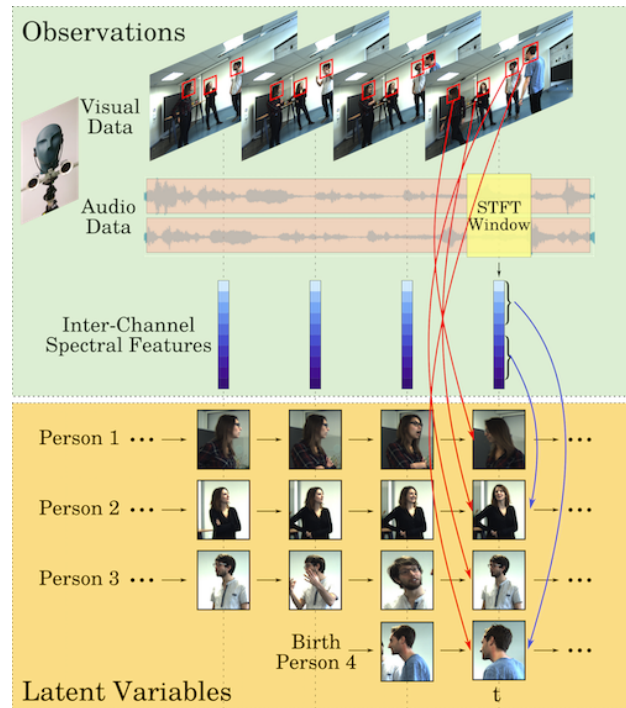 Observations
Visual
Data
Audio
Data
STFT
Window
Inter-Channel
Spectral Features
Person 1
Person 2
Person 3
Birth
Person 4
Latent Variables
t